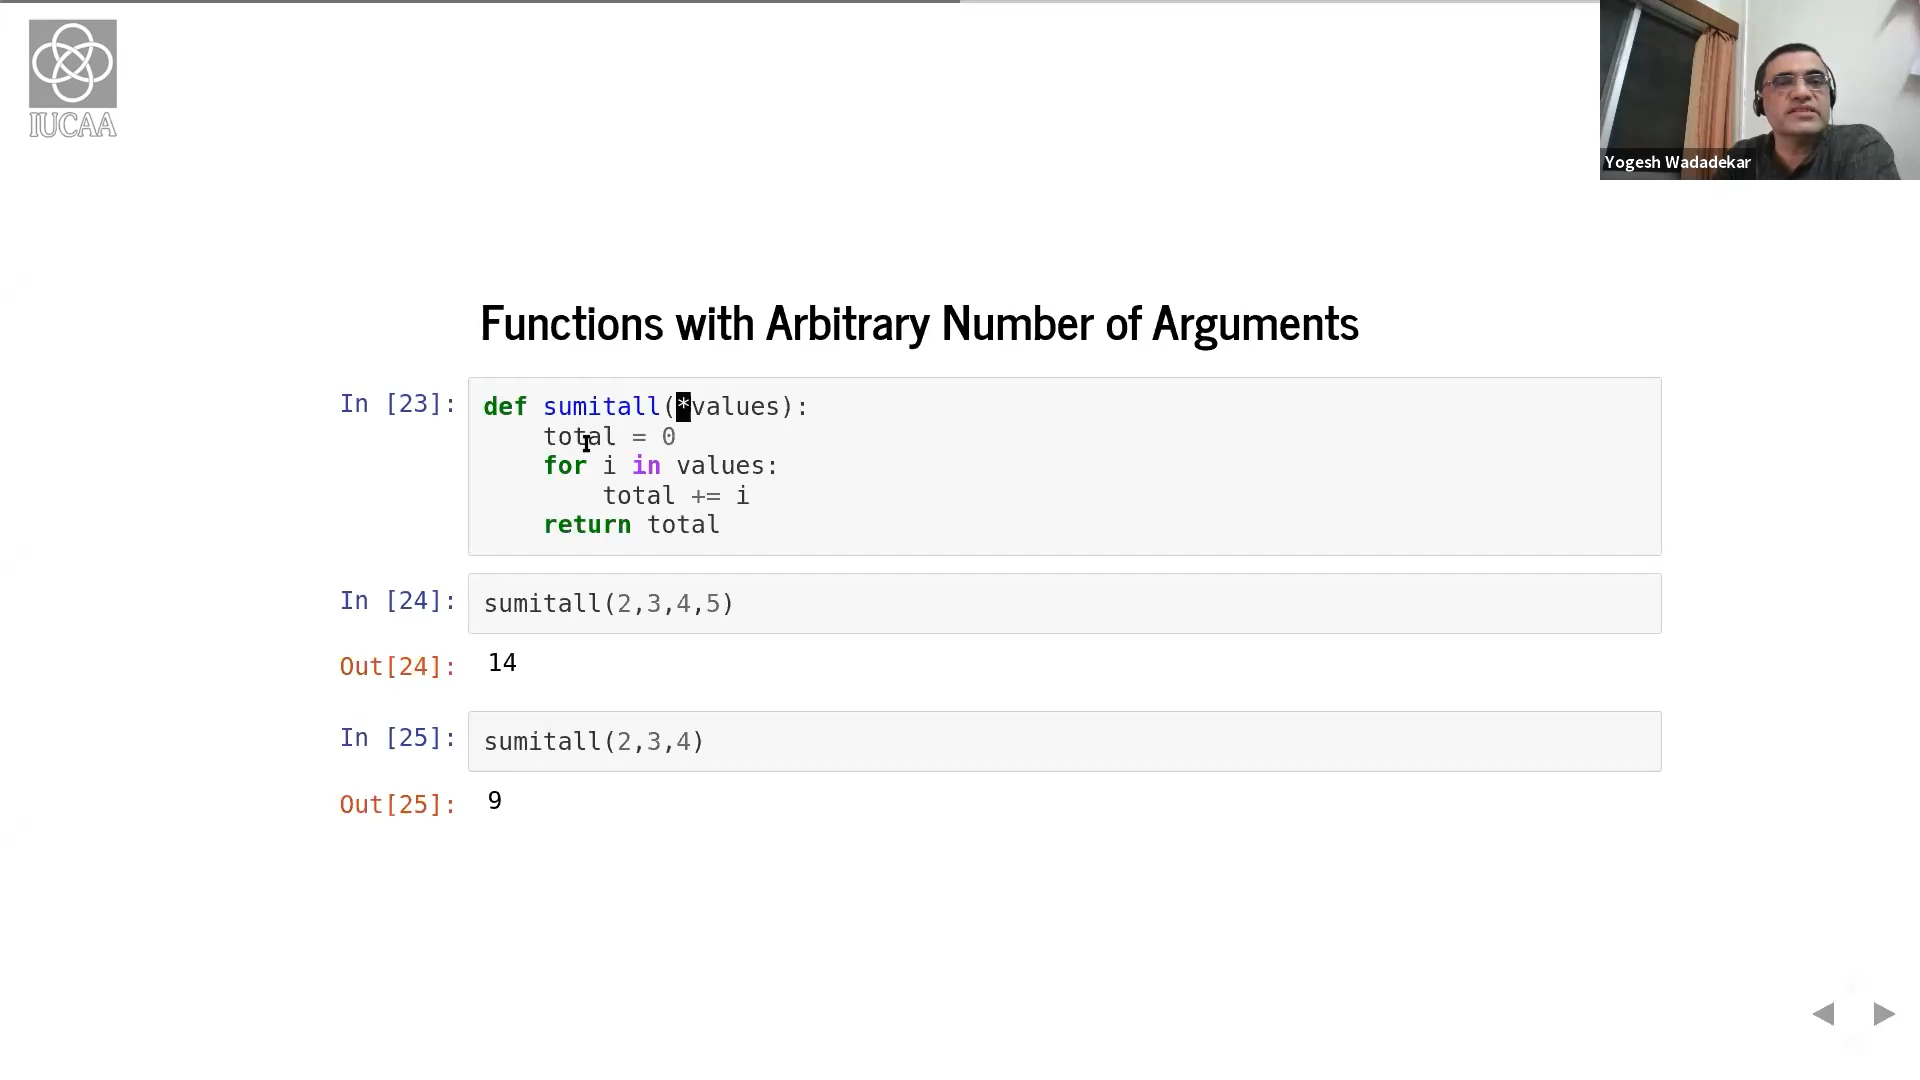 IUCAA
Yogesh Wadadekar
Functions with Arbitrary Number of Arguments
In [23]:
def sumitall(*values):
    total = 0
    for i in values:
        total += i
    return total
In [24]:
sumitall(2,3,4,5)
Out[24]:
14
In [25]:
sumitall(2,3,4)
Out[25]:
9